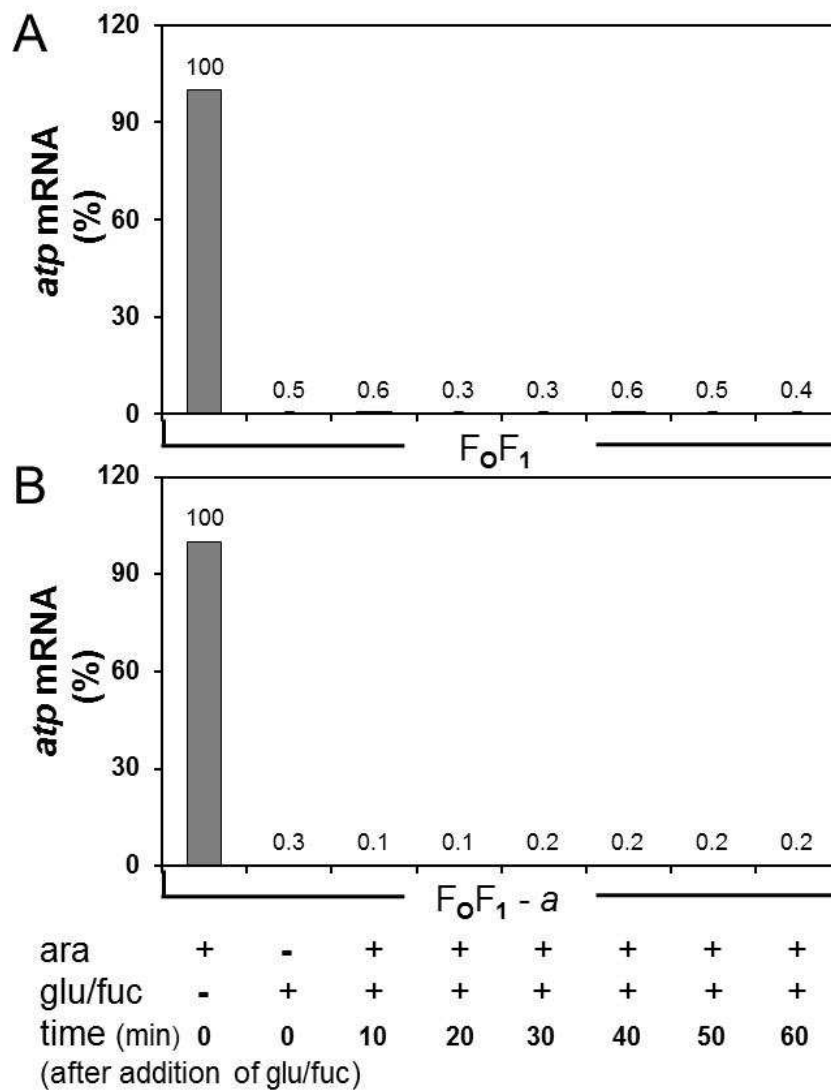 A
120
100
90
atp mRNA
(%)
60
30
0.5 0.6 0.3 0.3 0.6 0.5 0.4
0
FOF1
B
120
100
90
atp mRNA
(%)
60
30
0.3 0.1 0.1 0.2 0.2 0.2 0.2
0
FOF1 - a
ara + - + + + + + +
glu/fuc - + + + + + + +
time (min) 0 0 10 20 30 40 50 60
(after addition of glu/fuc)